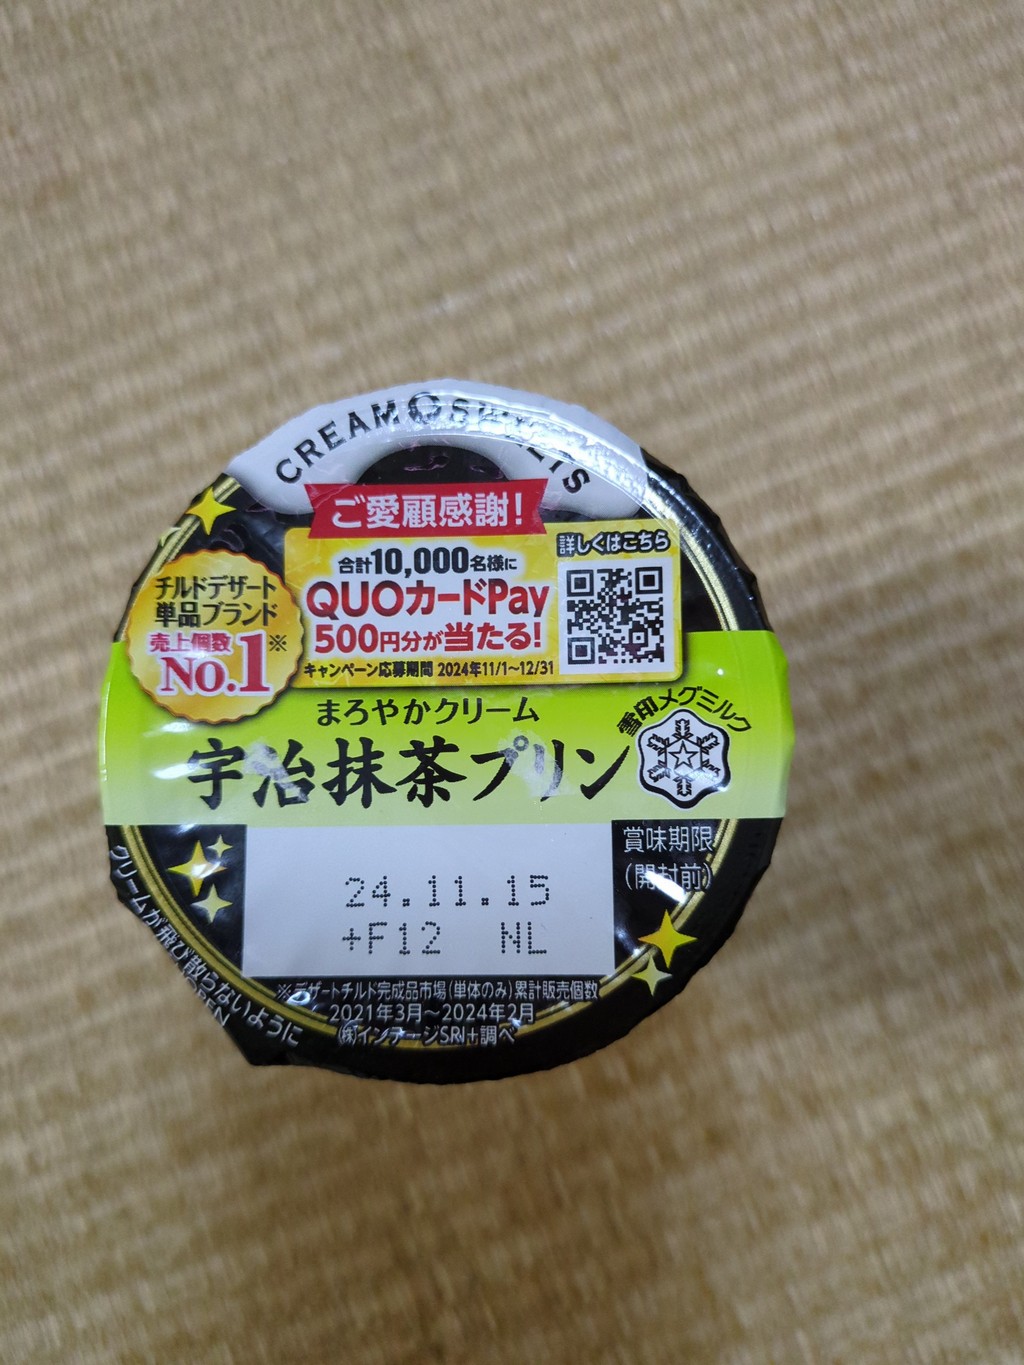 CREAM SWEETS
ご愛顧感謝!
合計10,000名様に
QUOカードPay
500円分が当たる!
キャンペーン応募期間 2024年11/1~12/31
詳しくはこちら
チルドデザート
単品ブランド
売上個数
No.1※
まろやかクリーム
宇治抹茶プリン
雪印メグミルク
賞味期限
(開封前)
24.11.15
+F12 NL
※デザートチルド完成品市場(単体のみ)累計販売個数
2021年3月~2024年2月
(株)インテージSRI+調べ
クリームが飛び散らないように
OPEN